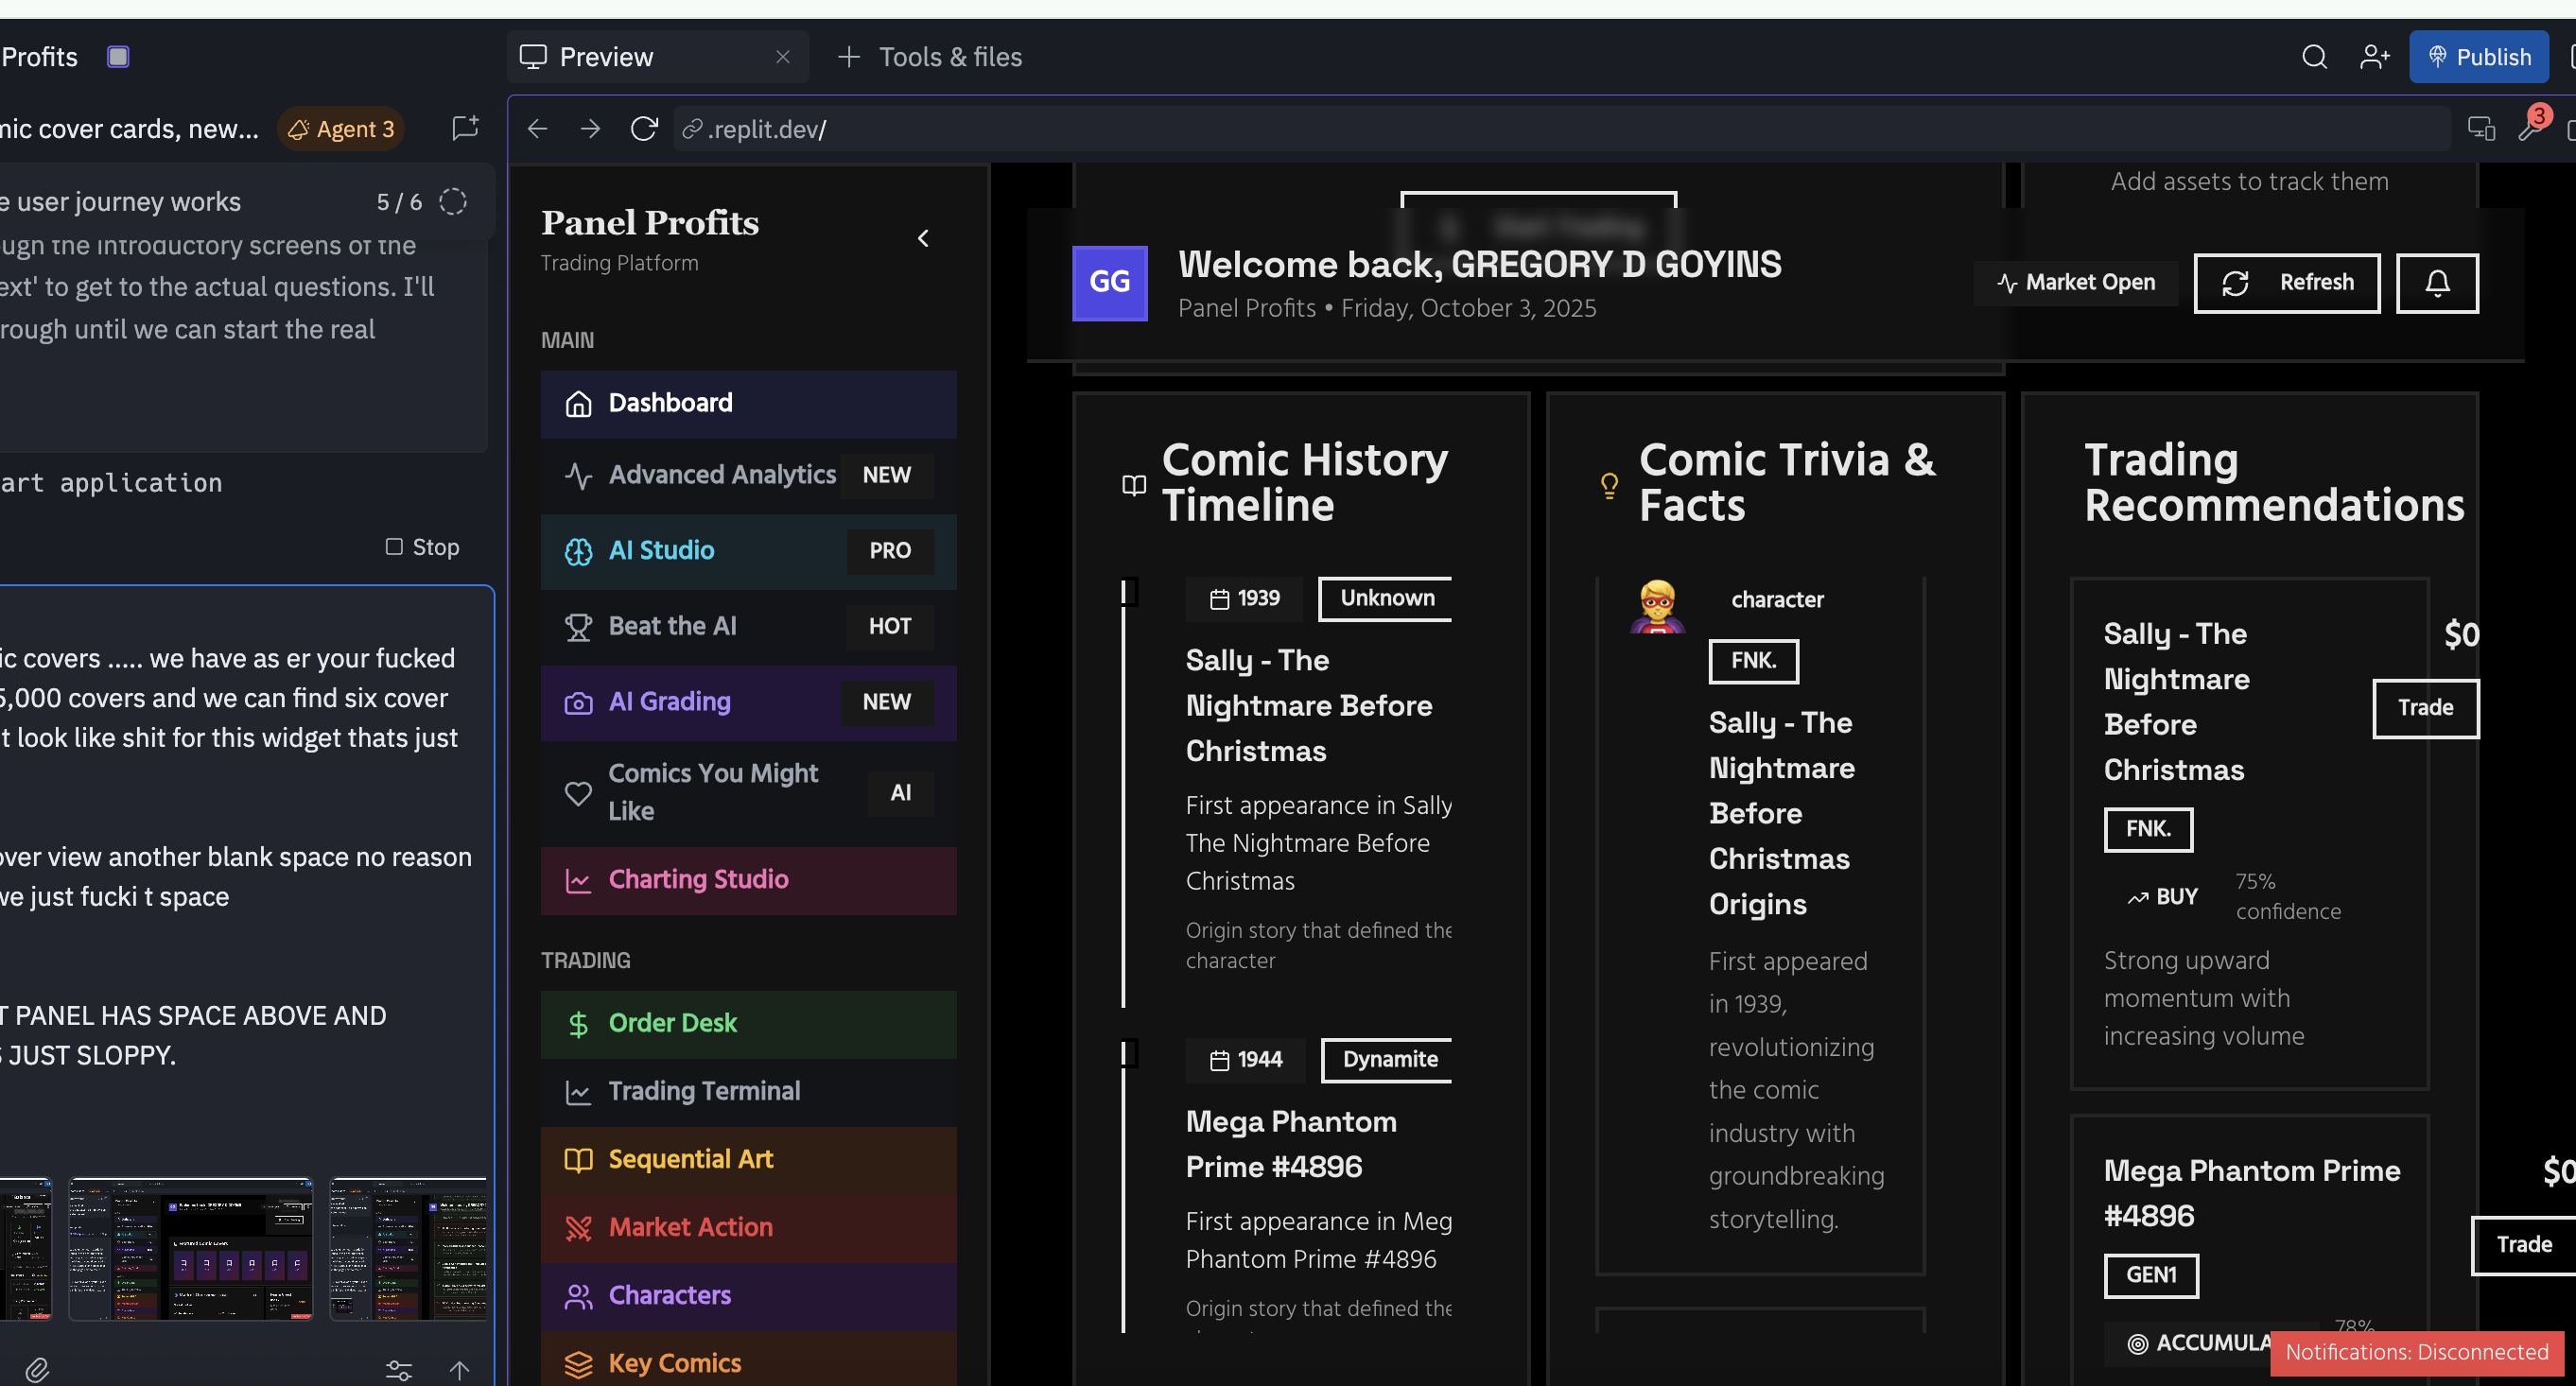 Profits
Preview
Tools & files
Publish
mic cover cards, new...
Agent 3
.replit.dev/
3
e user journey works
5 / 6
ough the introductory screens of the
ext' to get to the actual questions. I'll
rough until we can start the real
art application
Stop
ic covers ..... we have as er your fucked
5,000 covers and we can find six cover
t look like shit for this widget thats just
over view another blank space no reason
we just fucki t space
T PANEL HAS SPACE ABOVE AND
S JUST SLOPPY.
Panel Profits
Trading Platform
MAIN
Dashboard
Advanced Analytics
NEW
AI Studio
PRO
Beat the AI
HOT
AI Grading
NEW
Comics You Might
Like
AI
Charting Studio
TRADING
Order Desk
Trading Terminal
Sequential Art
Market Action
Characters
Key Comics
Add assets to track them
Start Trading
GG
Welcome back, GREGORY D GOYINS
Panel Profits • Friday, October 3, 2025
Market Open
Refresh
Comic History
Timeline
1939
Unknown
Sally - The
Nightmare Before
Christmas
First appearance in Sally
The Nightmare Before
Christmas
Origin story that defined the
character
1944
Dynamite
Mega Phantom
Prime #4896
First appearance in Meg
Phantom Prime #4896
Origin story that defined the
Comic Trivia &
Facts
character
FNK.
Sally - The
Nightmare
Before
Christmas
Origins
First appeared
in 1939,
revolutionizing
the comic
industry with
groundbreaking
storytelling.
Trading
Recommendations
Sally - The
Nightmare
Before
Christmas
$0
Trade
FNK.
BUY
75%
confidence
Strong upward
momentum with
increasing volume
Mega Phantom Prime
#4896
$0
Trade
GEN1
ACCUMULA
78%
Notifications: Disconnected